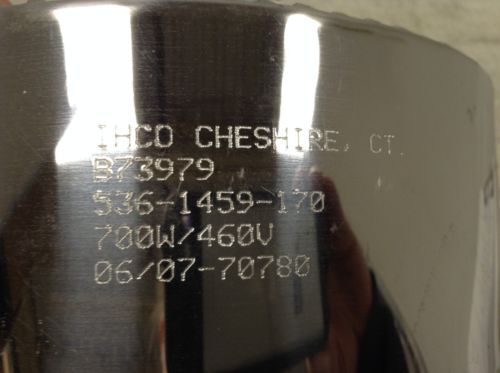 IHCO CHESHIRE, CT.
B73979
536-1459-170
700W/460V
06/07-70780